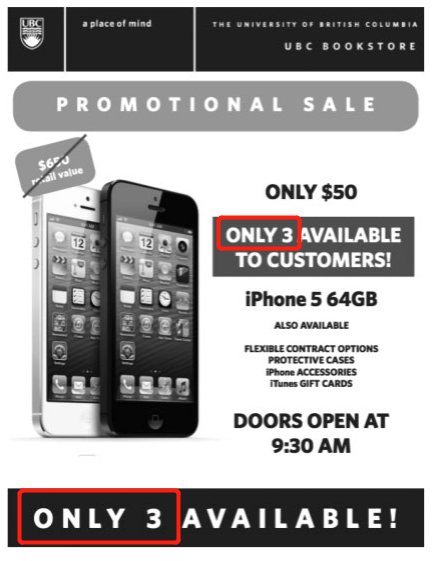 UBC
a place of mind
THE UNIVERSITY OF BRITISH COLUMBIA
UBC BOOKSTORE
PROMOTIONAL SALE
$650
retail value
ONLY $50
ONLY 3 AVAILABLE
TO CUSTOMERS!
iPhone 5 64GB
ALSO AVAILABLE
FLEXIBLE CONTRACT OPTIONS
PROTECTIVE CASES
iPhone ACCESSORIES
iTunes GIFT CARDS
DOORS OPEN AT
9:30 AM
ONLY 3 AVAILABLE!